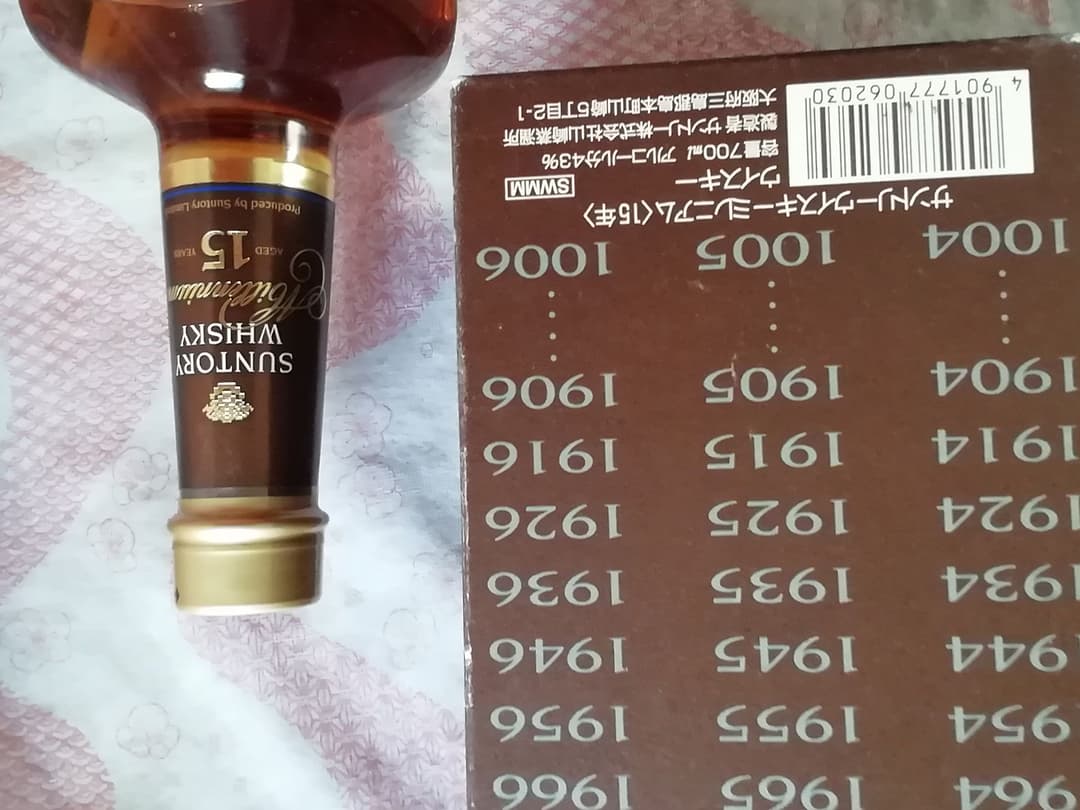 SUNTORY
WHISKY
Millennium
AGED 15 YEARS
Produced by Suntory
964 1965 1966
954 1955 1956
944 1945 1946
1934 1935 1936
1924 1925 1926
1914 1915 1916
1904 1905 1906
1004 1005 1006
サントリーウイスキーミレニアム〈15年〉
ウイスキー SWMM
容量700㎖ アルコール分43%
製造者 サントリー株式会社山崎蒸溜所
大阪府三島郡島本町山崎5丁目2-1
4 901777 062030